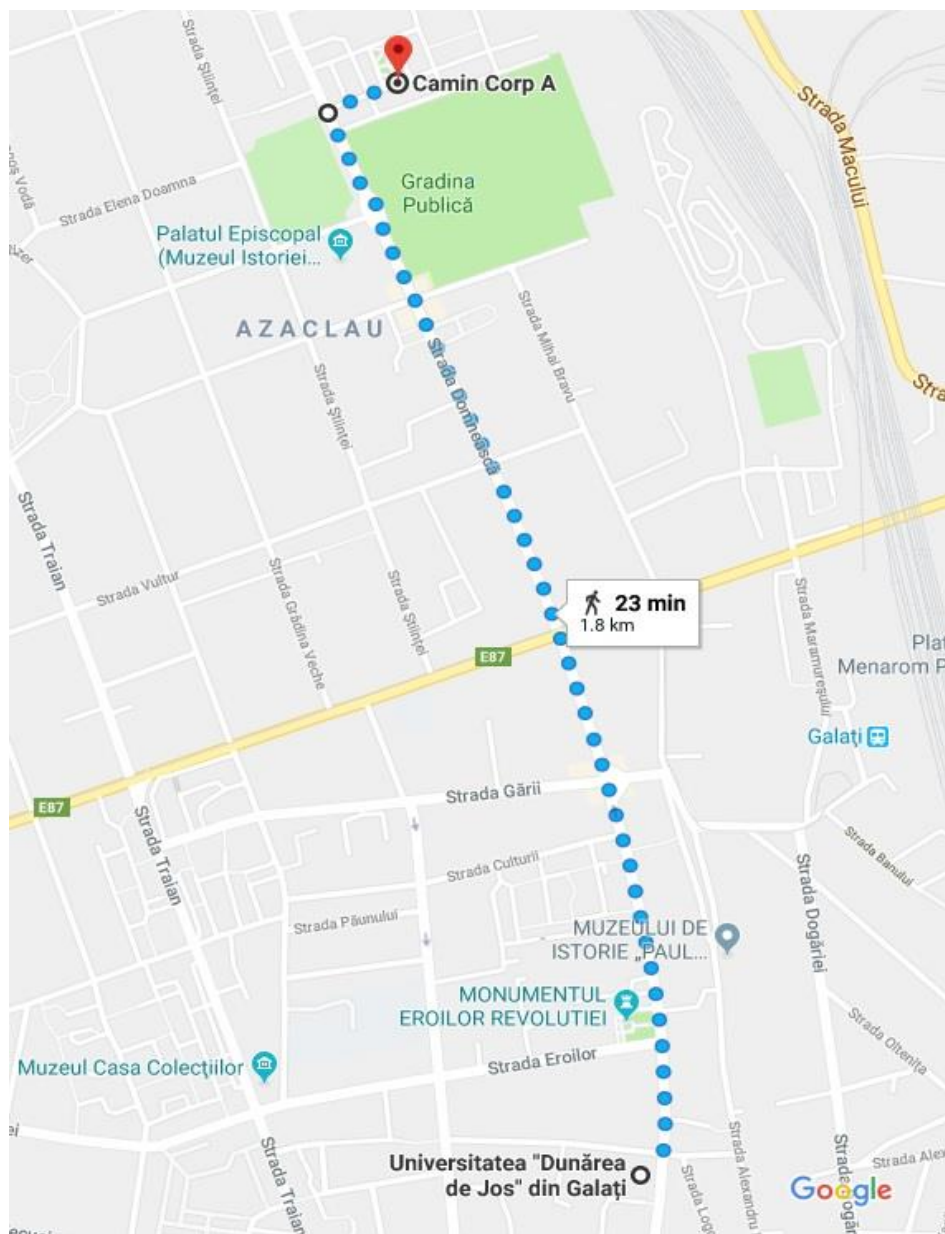 Camin Corp A
Strada Științei
Strada Macului
Gradina
Publică
Strada Elena Doamna
Palatul Episcopal
(Muzeul Istoriei...
AZACLAU
Strada Mihai Bravu
Strada Domnească
Strada Științei
Strada Traian
Strada Vultur
Strada Grădina Veche
Strada Științei
23 min
1.8 km
E87
Strada Maramureșului
Galați
Strada Gării
E87
Strada Traian
Strada Culturii
Strada Banului
Strada Dogăriei
Strada Păunului
MUZEULUI DE
ISTORIE „PAUL...
MONUMENTUL
EROILOR REVOLUTIEI
Strada Eroilor
Strada Oltenița
Muzeul Casa Colecțiilor
Strada Traian
Universitatea "Dunărea
de Jos" din Galați
Strada Alexandru
Google